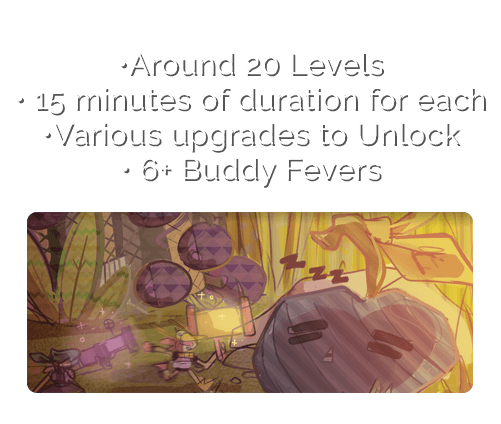 •Around 20 Levels
• 15 minutes of duration for each
•Various upgrades to Unlock
• 6+ Buddy Fevers
z z z z